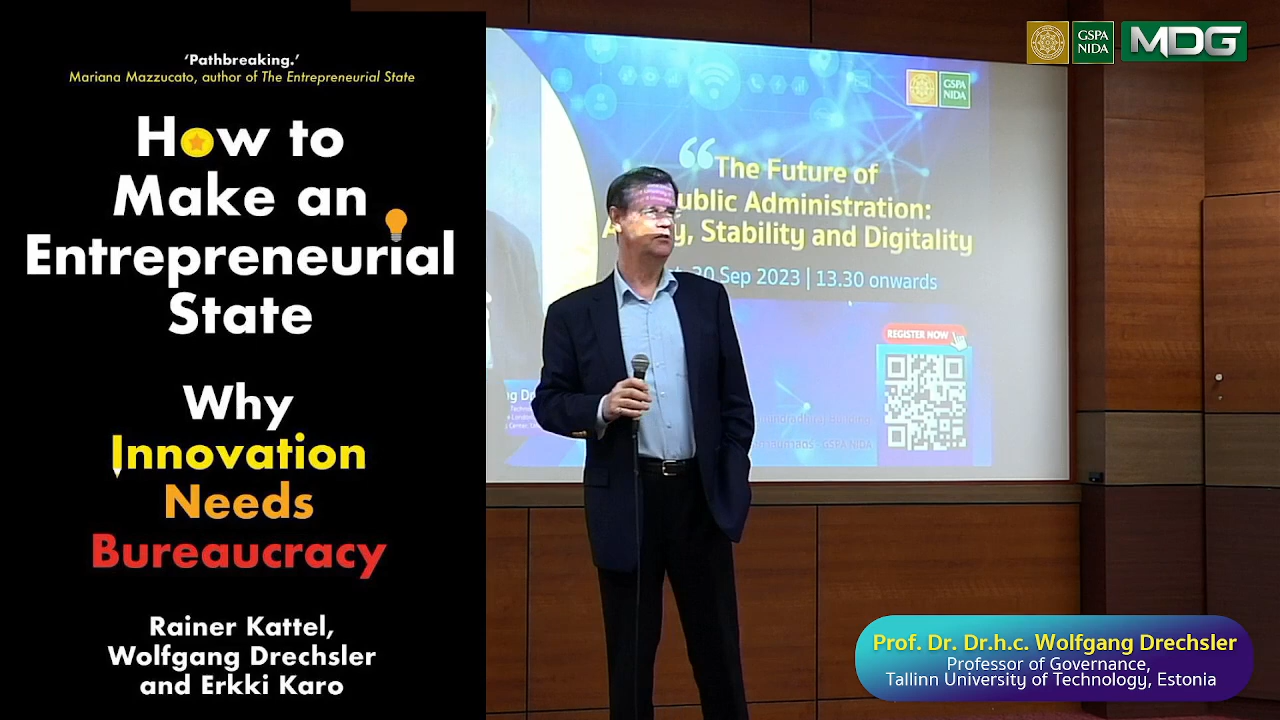 'Pathbreaking.'
Mariana Mazzucato, author of The Entrepreneurial State
How to
Make an
Entrepreneurial
State
Why
Innovation
Needs
Bureaucracy
Rainer Kattel,
Wolfgang Drechsler
and Erkki Karo
GSPA
NIDA
MDG
GSPA
NIDA
“The Future of
ublic Administration:
y, Stability and Digitality
20 Sep 2023 | 13.30 onwards
REGISTER NOW
GSPA NIDA
Prof. Dr. Dr.h.c. Wolfgang Drechsler
Professor of Governance,
Tallinn University of Technology, Estonia